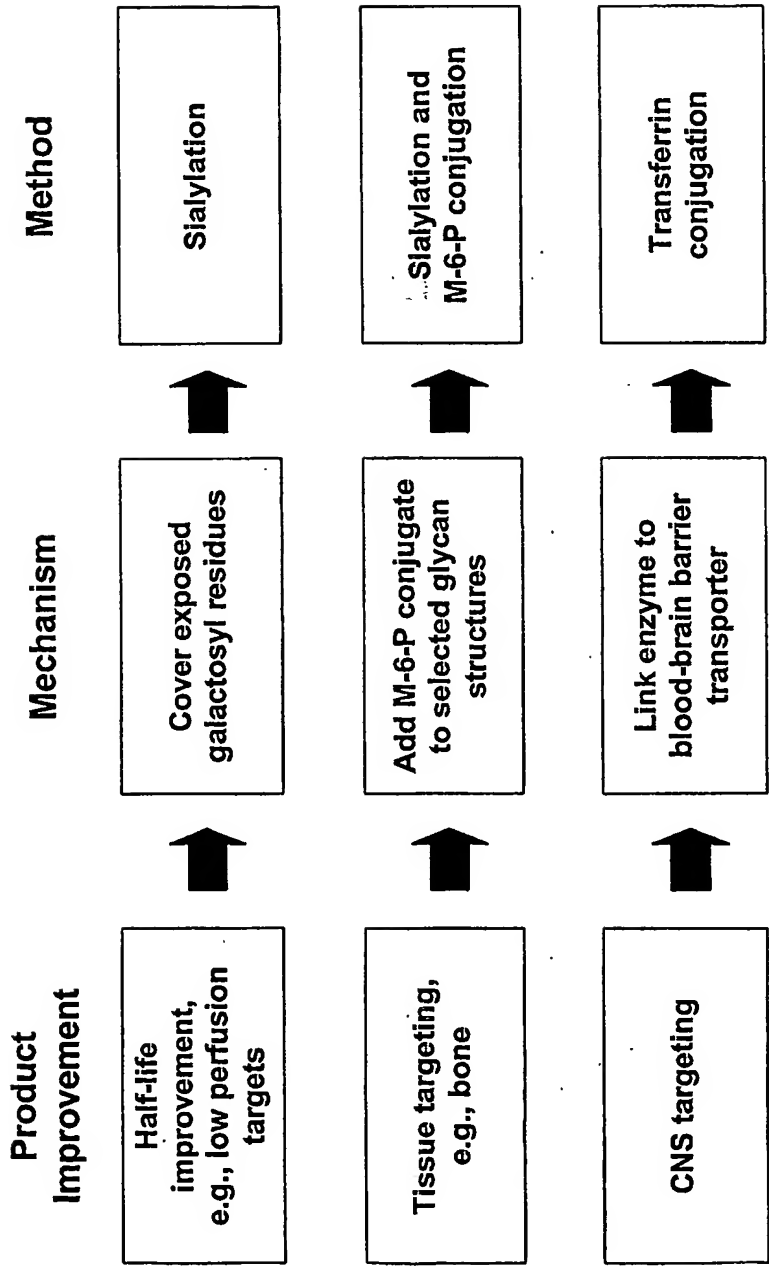 Product
Improvement
Mechanism
Method
Half-life
improvement,
e.g., low perfusion
targets
Cover exposed
galactosyl residues
Sialylation
Tissue targeting,
e.g., bone
Add M-6-P conjugate
to selected glycan
structures
Sialylation and
M-6-P conjugation
CNS targeting
Link enzyme to
blood-brain barrier
transporter
Transferrin
conjugation